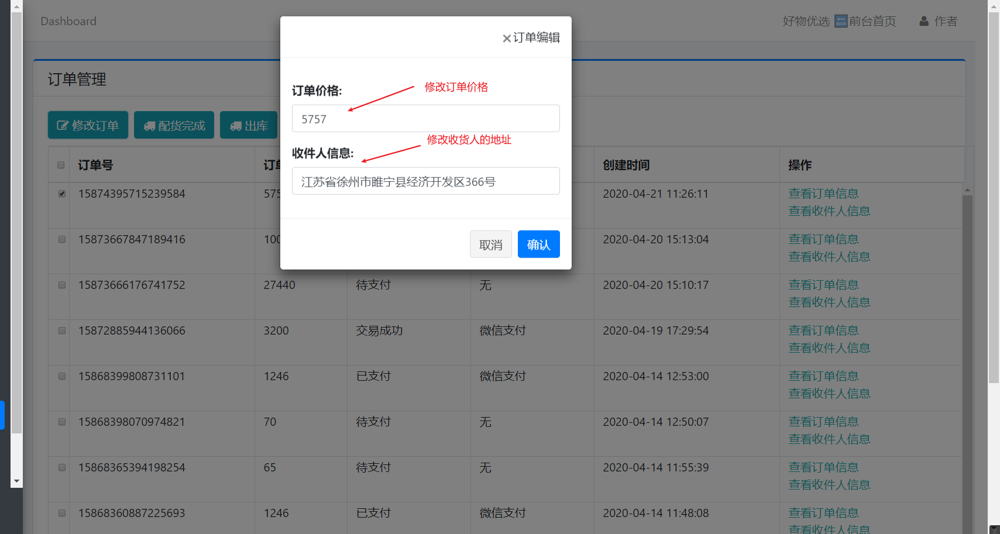 Dashboard
好物优选 BACK 前台首页 作者
×订单编辑
订单管理
订单价格:
修改订单价格
5757
修改订单 配货完成 出库
修改收货人的地址
收件人信息:
江苏省徐州市睢宁县经济开发区366号
取消 确认
订单号 订单 创建时间 操作
15874395715239584 575 2020-04-21 11:26:11 查看订单信息
查看收件人信息
15873667847189416 100 2020-04-20 15:13:04 查看订单信息
查看收件人信息
15873666176741752 27440 待支付 无 2020-04-20 15:10:17 查看订单信息
查看收件人信息
15872885944136066 3200 交易成功 微信支付 2020-04-19 17:29:54 查看订单信息
查看收件人信息
15868399808731101 1246 已支付 微信支付 2020-04-14 12:53:00 查看订单信息
查看收件人信息
15868398070974821 70 待支付 无 2020-04-14 12:50:07 查看订单信息
查看收件人信息
15868365394198254 65 待支付 无 2020-04-14 11:55:39 查看订单信息
查看收件人信息
15868360887225693 1246 已支付 微信支付 2020-04-14 11:48:08 查看订单信息
查看收件人信息